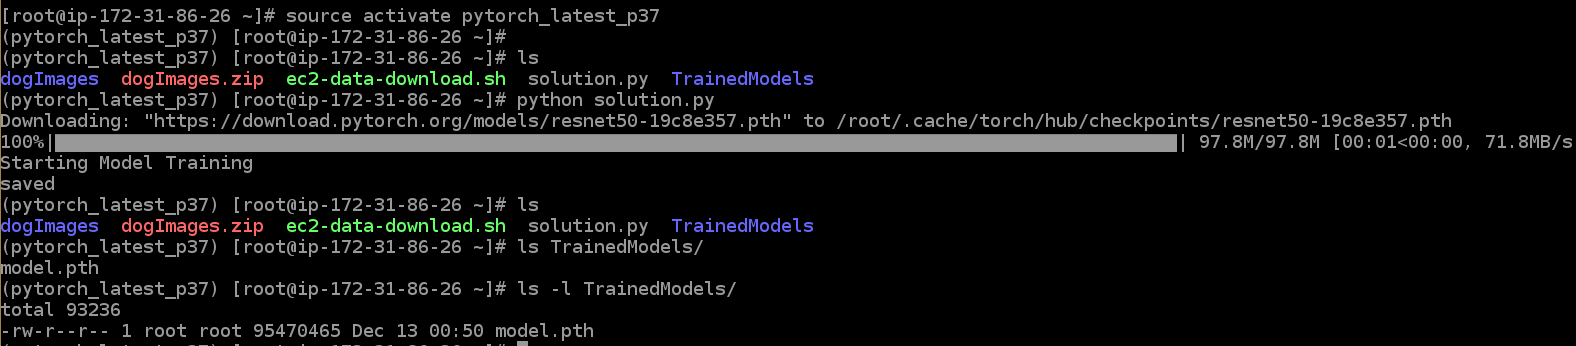 [root@ip-172-31-86-26 ~]# source activate pytorch_latest_p37
(pytorch_latest_p37) [root@ip-172-31-86-26 ~]#
(pytorch_latest_p37) [root@ip-172-31-86-26 ~]# ls
dogImages  dogImages.zip  ec2-data-download.sh  solution.py  TrainedModels
(pytorch_latest_p37) [root@ip-172-31-86-26 ~]# python solution.py
Downloading: "https://download.pytorch.org/models/resnet50-19c8e357.pth" to /root/.cache/torch/hub/checkpoints/resnet50-19c8e357.pth
100%| | 97.8M/97.8M [00:01<00:00, 71.8MB/s
Starting Model Training
saved
(pytorch_latest_p37) [root@ip-172-31-86-26 ~]# ls
dogImages  dogImages.zip  ec2-data-download.sh  solution.py  TrainedModels
(pytorch_latest_p37) [root@ip-172-31-86-26 ~]# ls TrainedModels/
model.pth
(pytorch_latest_p37) [root@ip-172-31-86-26 ~]# ls -l TrainedModels/
total 93236
-rw-r--r-- 1 root root 95470465 Dec 13 00:50 model.pth